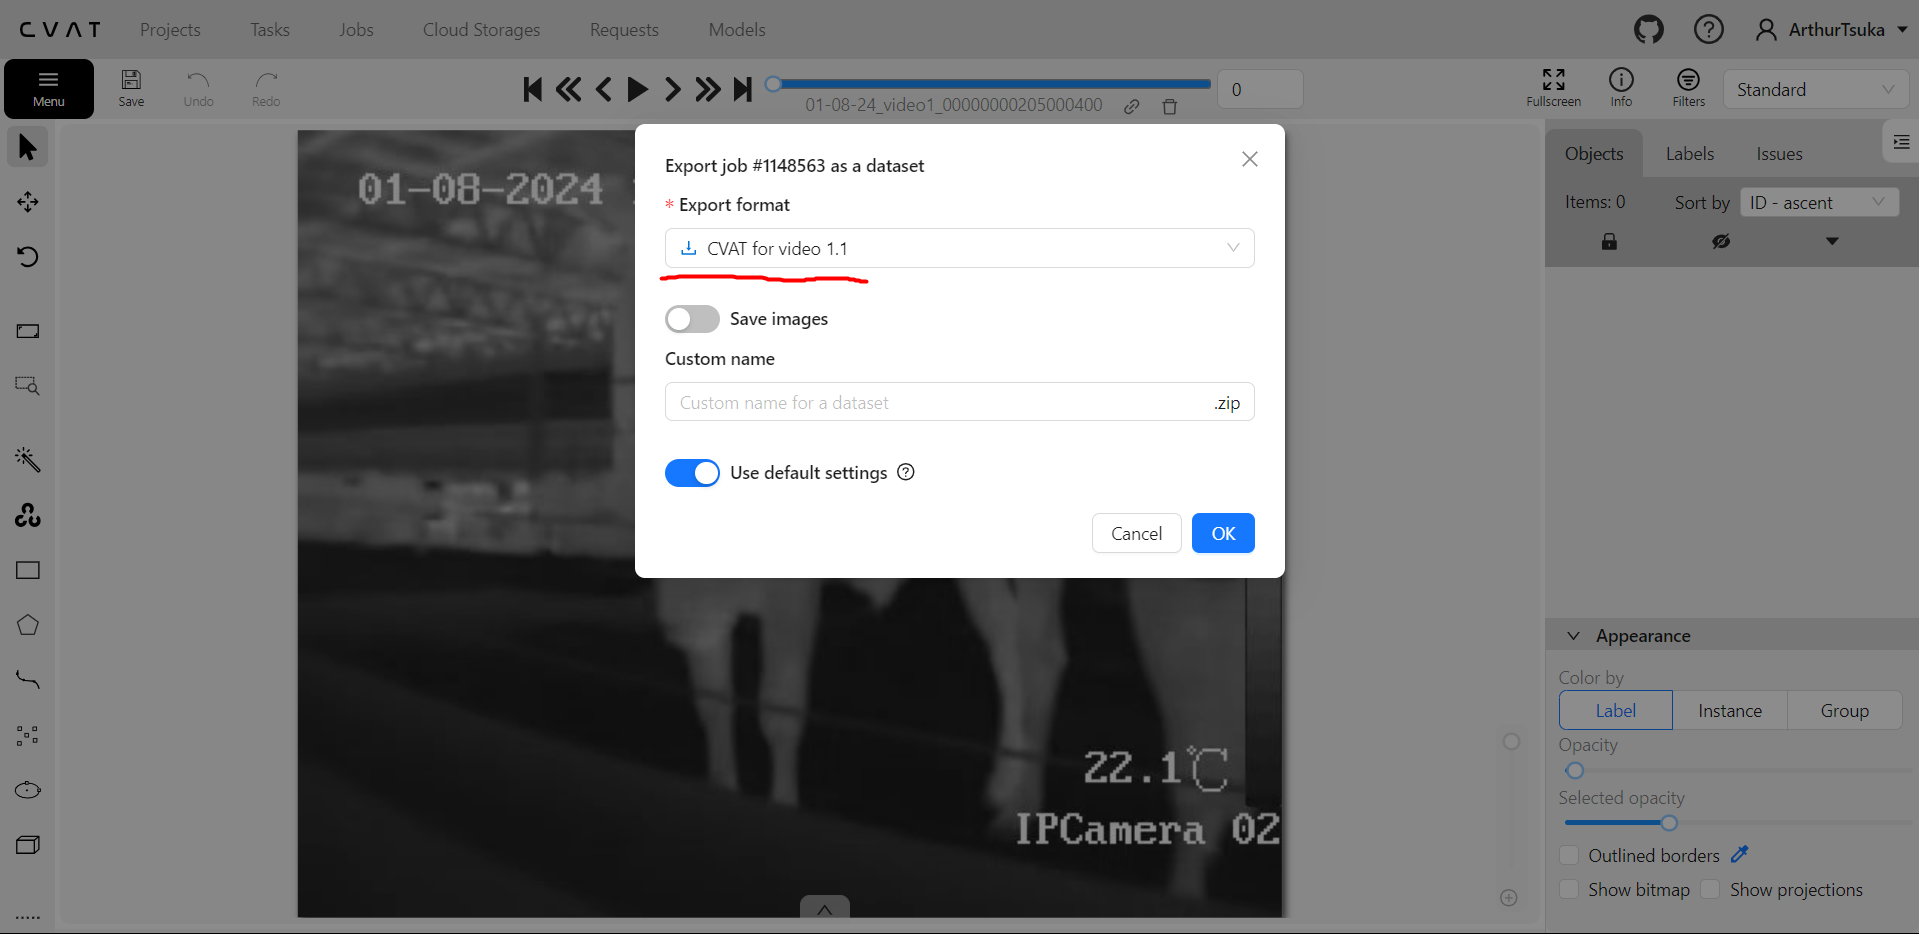 CVAT
Projects
Tasks
Jobs
Cloud Storages
Requests
Models
ArthurTsuka
Menu
Save
Undo
Redo
01-08-24_video1_00000000205000400
0
Fullscreen
Info
Filters
Standard
01-08-2024
Export job #1148563 as a dataset
* Export format
CVAT for video 1.1
Save images
Custom name
Custom name for a dataset
.zip
Use default settings
Cancel
OK
22.1℃
IPCamera 02
Objects
Labels
Issues
Items: 0
Sort by
ID - ascent
Appearance
Color by
Label
Instance
Group
Opacity
Selected opacity
Outlined borders
Show bitmap
Show projections